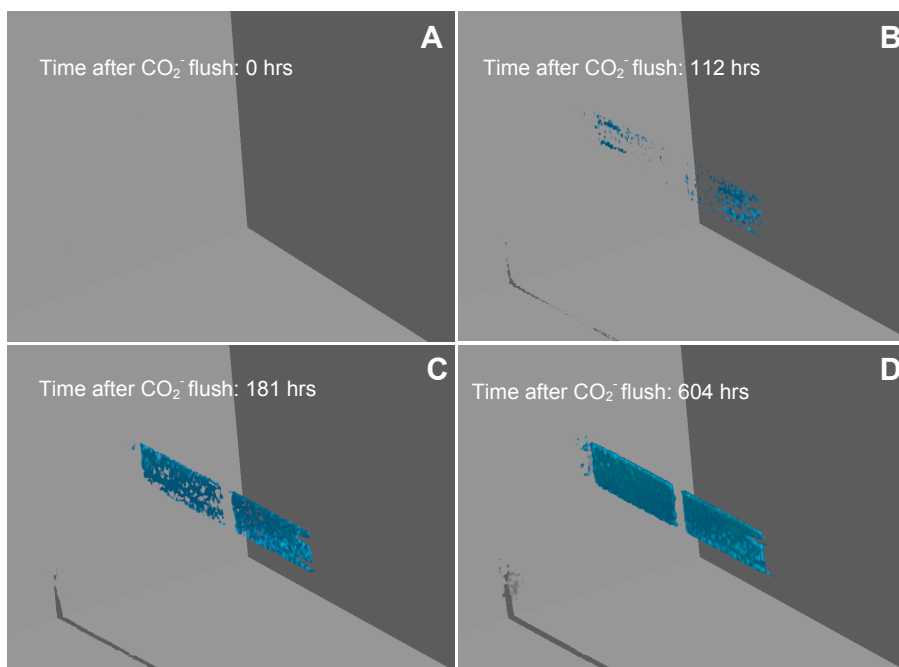 A
Time after CO₂⁻ flush: 0 hrs
B
Time after CO₂⁻ flush: 112 hrs
C
Time after CO₂⁻ flush: 181 hrs
D
Time after CO₂⁻ flush: 604 hrs